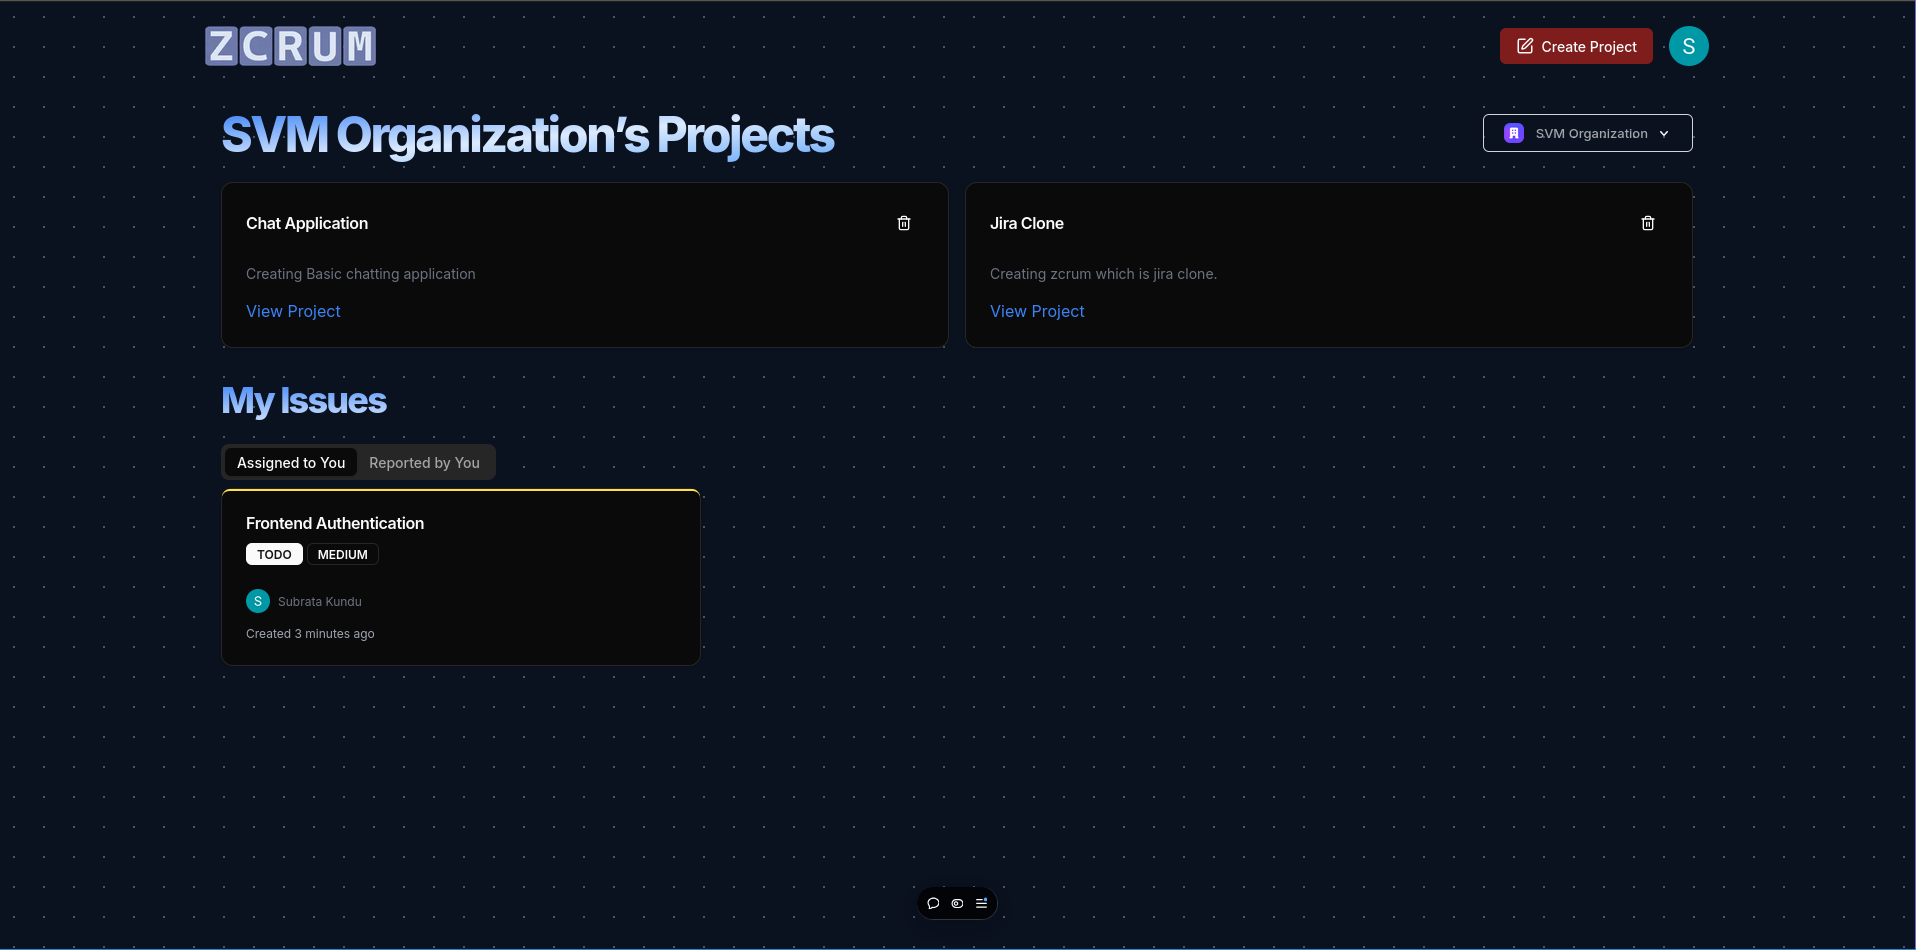 ZCRUM
Create Project
S
SVM Organization’s Projects
SVM Organization
Chat Application
Creating Basic chatting application
View Project
Jira Clone
Creating zcrum which is jira clone.
View Project
My Issues
Assigned to You
Reported by You
Frontend Authentication
TODO
MEDIUM
S
Subrata Kundu
Created 3 minutes ago